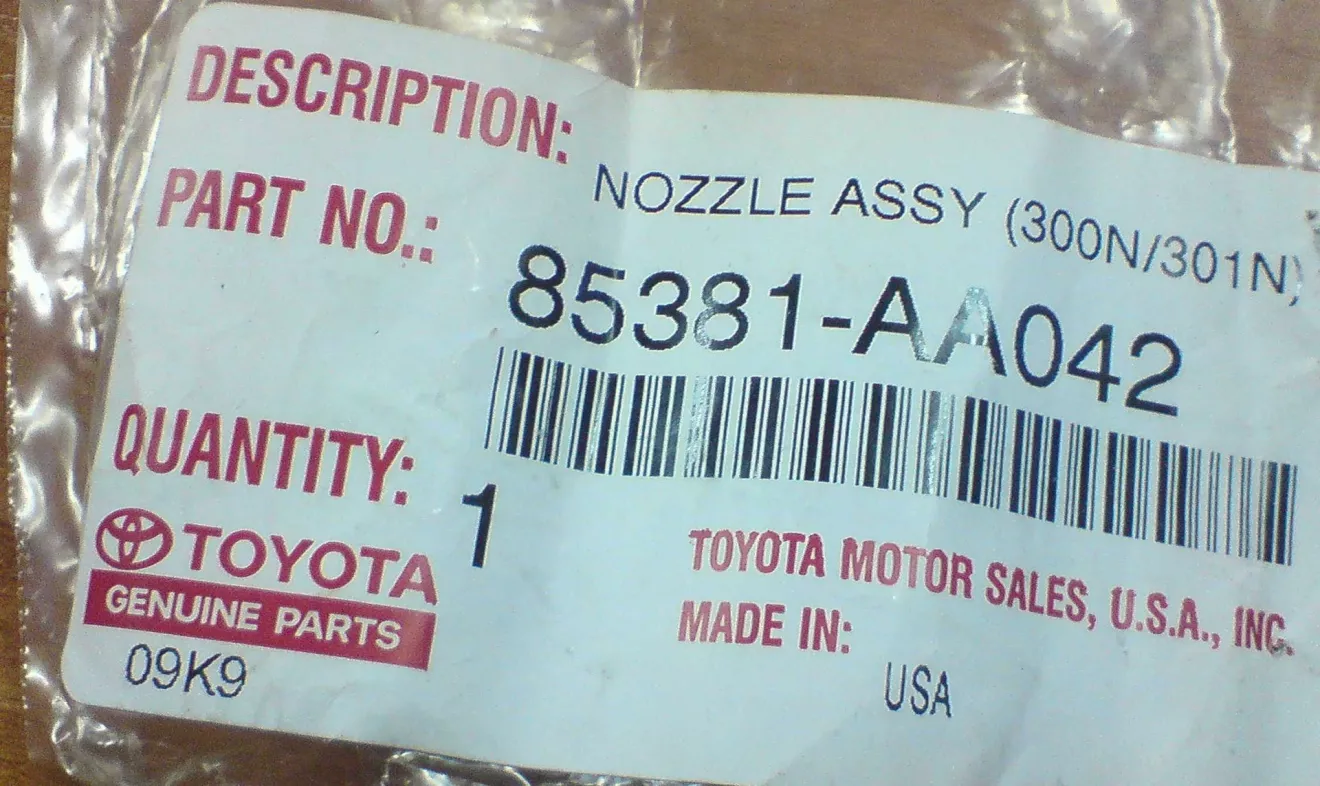 DESCRIPTION:
NOZZLE ASSY (300N/301N)
PART NO.:
85381-AA042
QUANTITY:
1
TOYOTA
GENUINE PARTS
09K9
TOYOTA MOTOR SALES, U.S.A., INC.
MADE IN:
USA